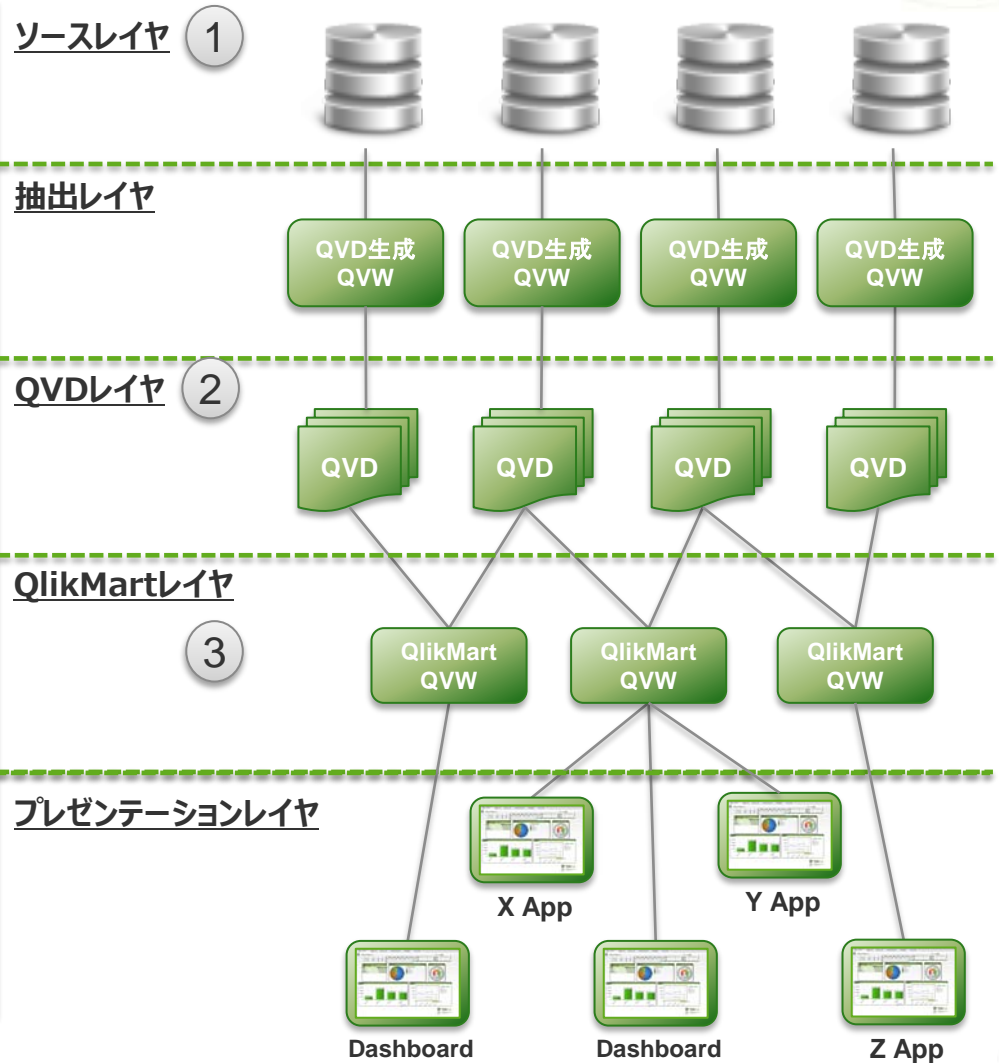 ソースレイヤ 1
抽出レイヤ
QVD生成
QVW
QVD生成
QVW
QVD生成
QVW
QVD生成
QVW
QVDレイヤ 2
QVD
QVD
QVD
QVD
QlikMartレイヤ
3
QlikMart
QVW
QlikMart
QVW
QlikMart
QVW
プレゼンテーションレイヤ
X App
Y App
Dashboard
Dashboard
Z App